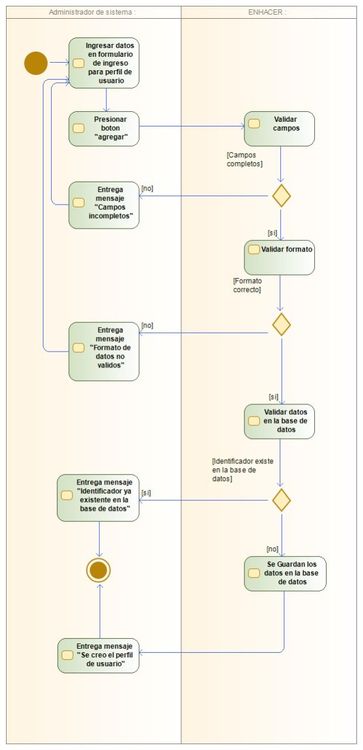 Administrador de sistema :
ENHACER :
Ingresar datos
en formulario
de ingreso
para perfil de
usuario
Presionar
boton
"agregar"
Validar
campos
[Campos
completos]
Entrega
mensaje
"Campos
incompletos"
[no]
[si]
Validar formato
[Formato
correcto]
Entrega
mensaje
"Formato de
datos no
validos"
[no]
[si]
Validar datos
en la base de
datos
[Identificador existe
en la base de
datos]
Entrega mensaje
"Identificador ya
existente en la
base de datos"
[si]
[no]
Se Guardan los
datos en la base
de datos
Entrega mensaje
"Se creo el perfil
de usuario"